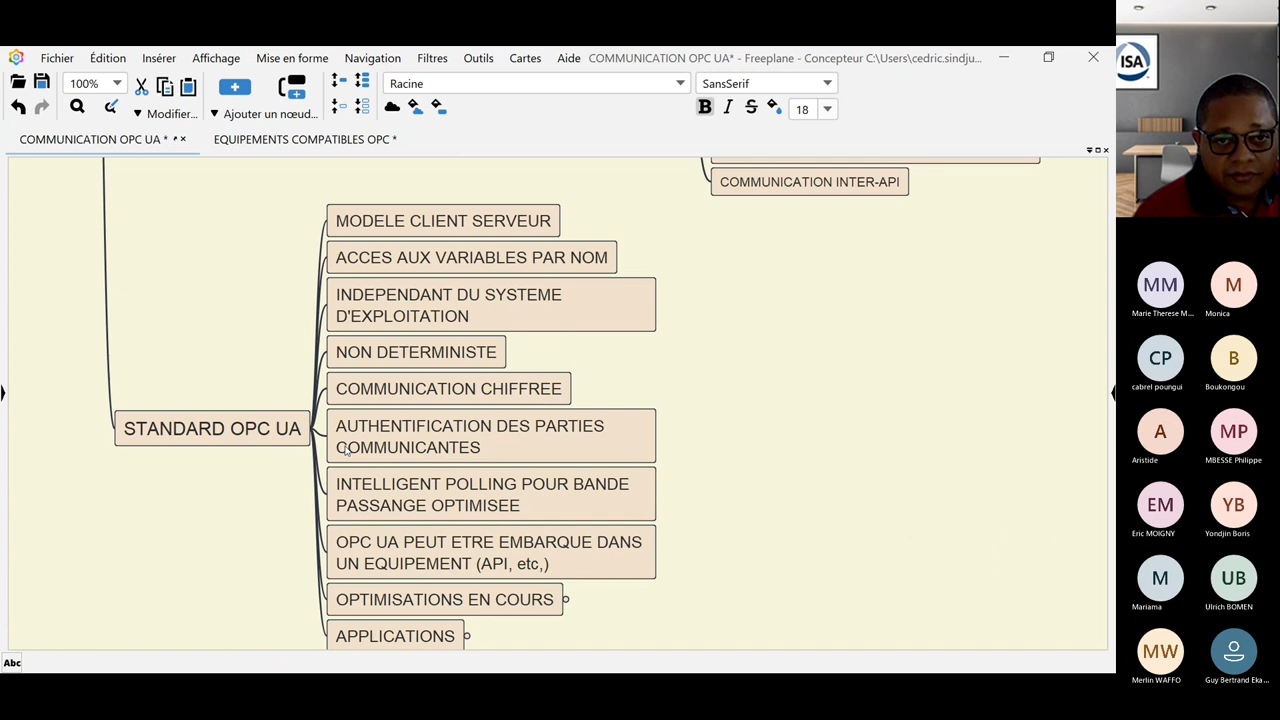 Fichier Édition Insérer Affichage Mise en forme Navigation Filtres Outils Cartes Aide COMMUNICATION OPC UA* - Freeplane - Concepteur C:\Users\cedric.sindju...
100% Racine SansSerif
Modifier... Ajouter un nœud... B I S 18
COMMUNICATION OPC UA * EQUIPEMENTS COMPATIBLES OPC *
COMMUNICATION INTER-API
MODELE CLIENT SERVEUR
ACCES AUX VARIABLES PAR NOM
INDEPENDANT DU SYSTEME
D'EXPLOITATION
NON DETERMINISTE
COMMUNICATION CHIFFREE
STANDARD OPC UA
AUTHENTIFICATION DES PARTIES
COMMUNICANTES
INTELLIGENT POLLING POUR BANDE
PASSANGE OPTIMISEE
OPC UA PEUT ETRE EMBARQUE DANS
UN EQUIPEMENT (API, etc,)
OPTIMISATIONS EN COURS
APPLICATIONS
Abc
ISA
MM M
Marie Therese M... Monica
CP B
cabrel poungui Boukongou
A MP
Aristide MBESSE Philippe
EM YB
Eric MOIGNY Yondjin Boris
M UB
Mariama Ulrich BOMEN
MW
Merlin WAFFO Guy Bertrand Eka...